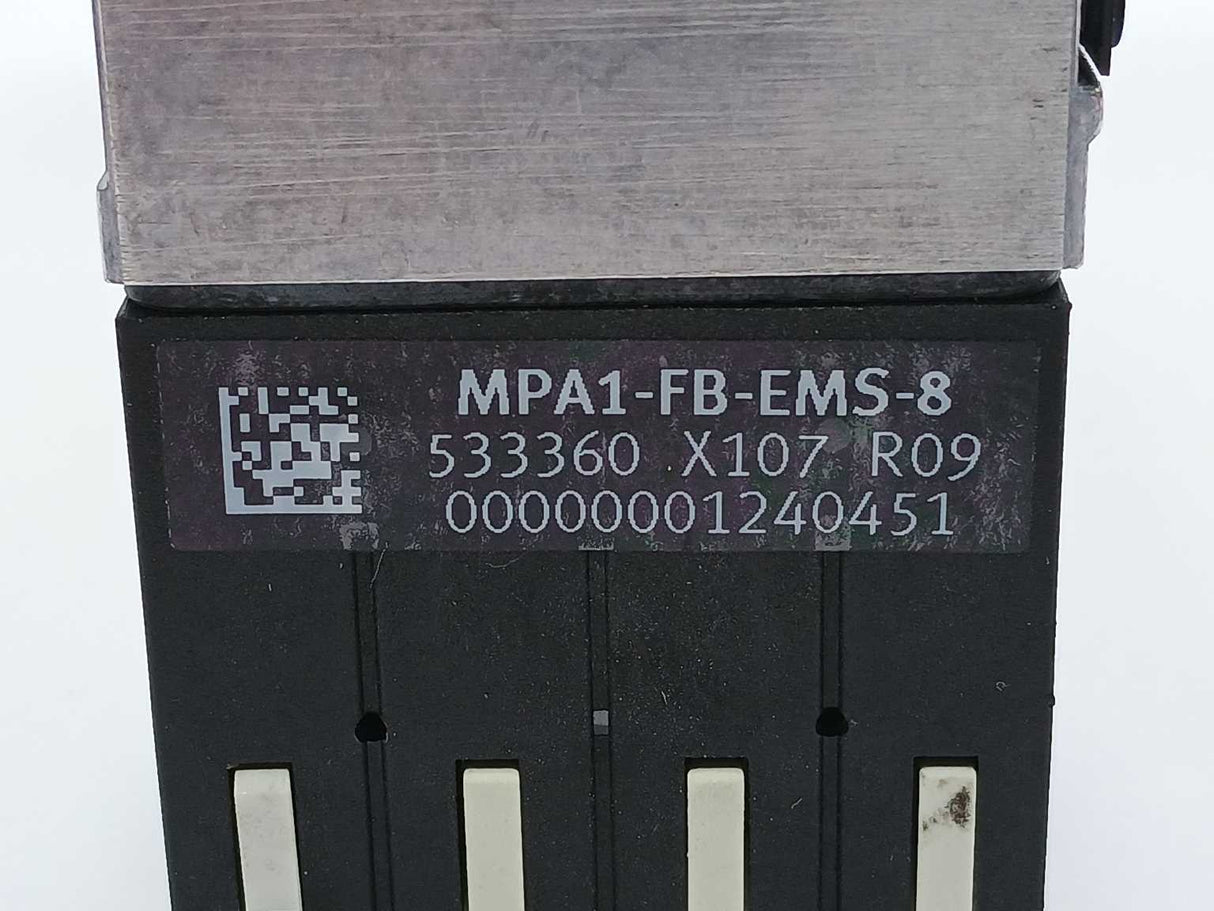 MPA1-FB-EMS-8
533360 X107 R09
00000001240451